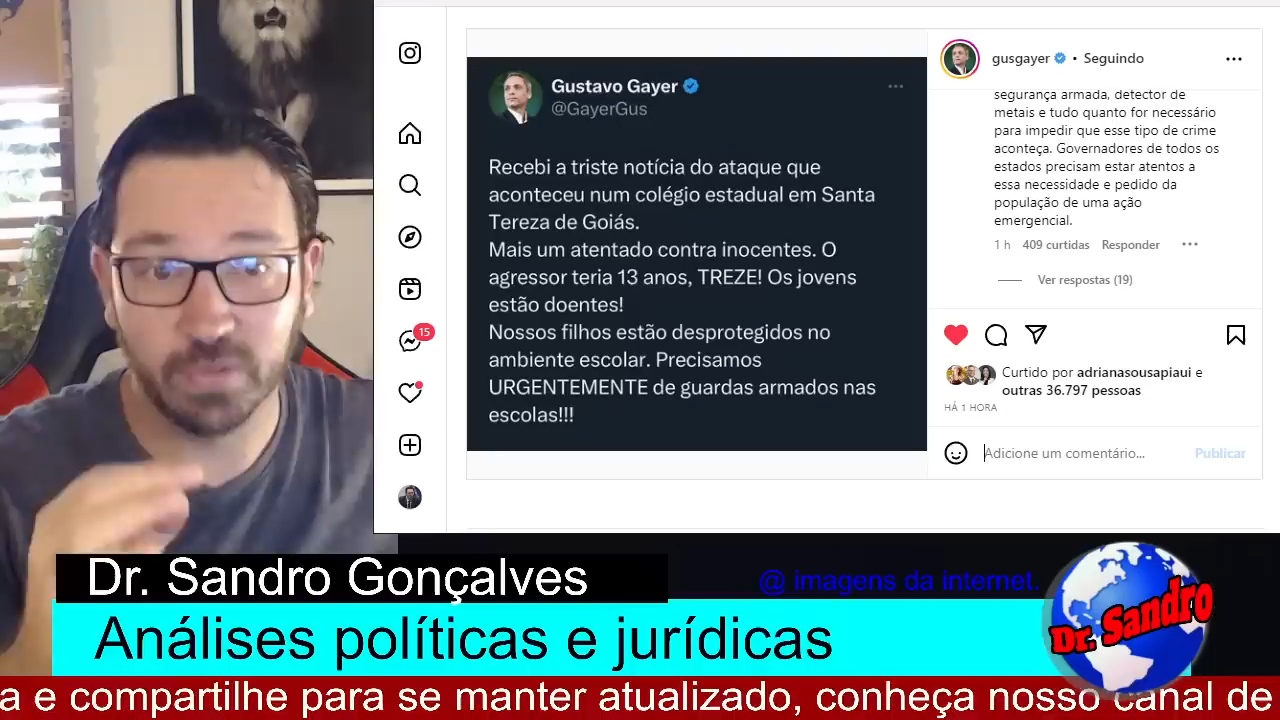 Gustavo Gayer
@GayerGus
Recebi a triste notícia do ataque que
aconteceu num colégio estadual em Santa
Tereza de Goiás.
Mais um atentado contra inocentes. O
agressor teria 13 anos, TREZE! Os jovens
estão doentes!
Nossos filhos estão desprotegidos no
ambiente escolar. Precisamos
URGENTEMENTE de guardas armados nas
escolas!!!
gusgayer • Seguindo
segurança armada, detector de
metais e tudo quanto for necessário
para impedir que esse tipo de crime
aconteça. Governadores de todos os
estados precisam estar atentos a
essa necessidade e pedido da
população de uma ação
emergencial.
1 h 409 curtidas Responder
Ver respostas (19)
15
Curtido por adrianasousapiaui e
outras 36.797 pessoas
HÁ 1 HORA
Adicione um comentário... Publicar
Dr. Sandro Gonçalves
@ imagens da internet.
Análises políticas e jurídicas
Dr. Sandro
a e compartilhe para se manter atualizado, conheça nosso canal de